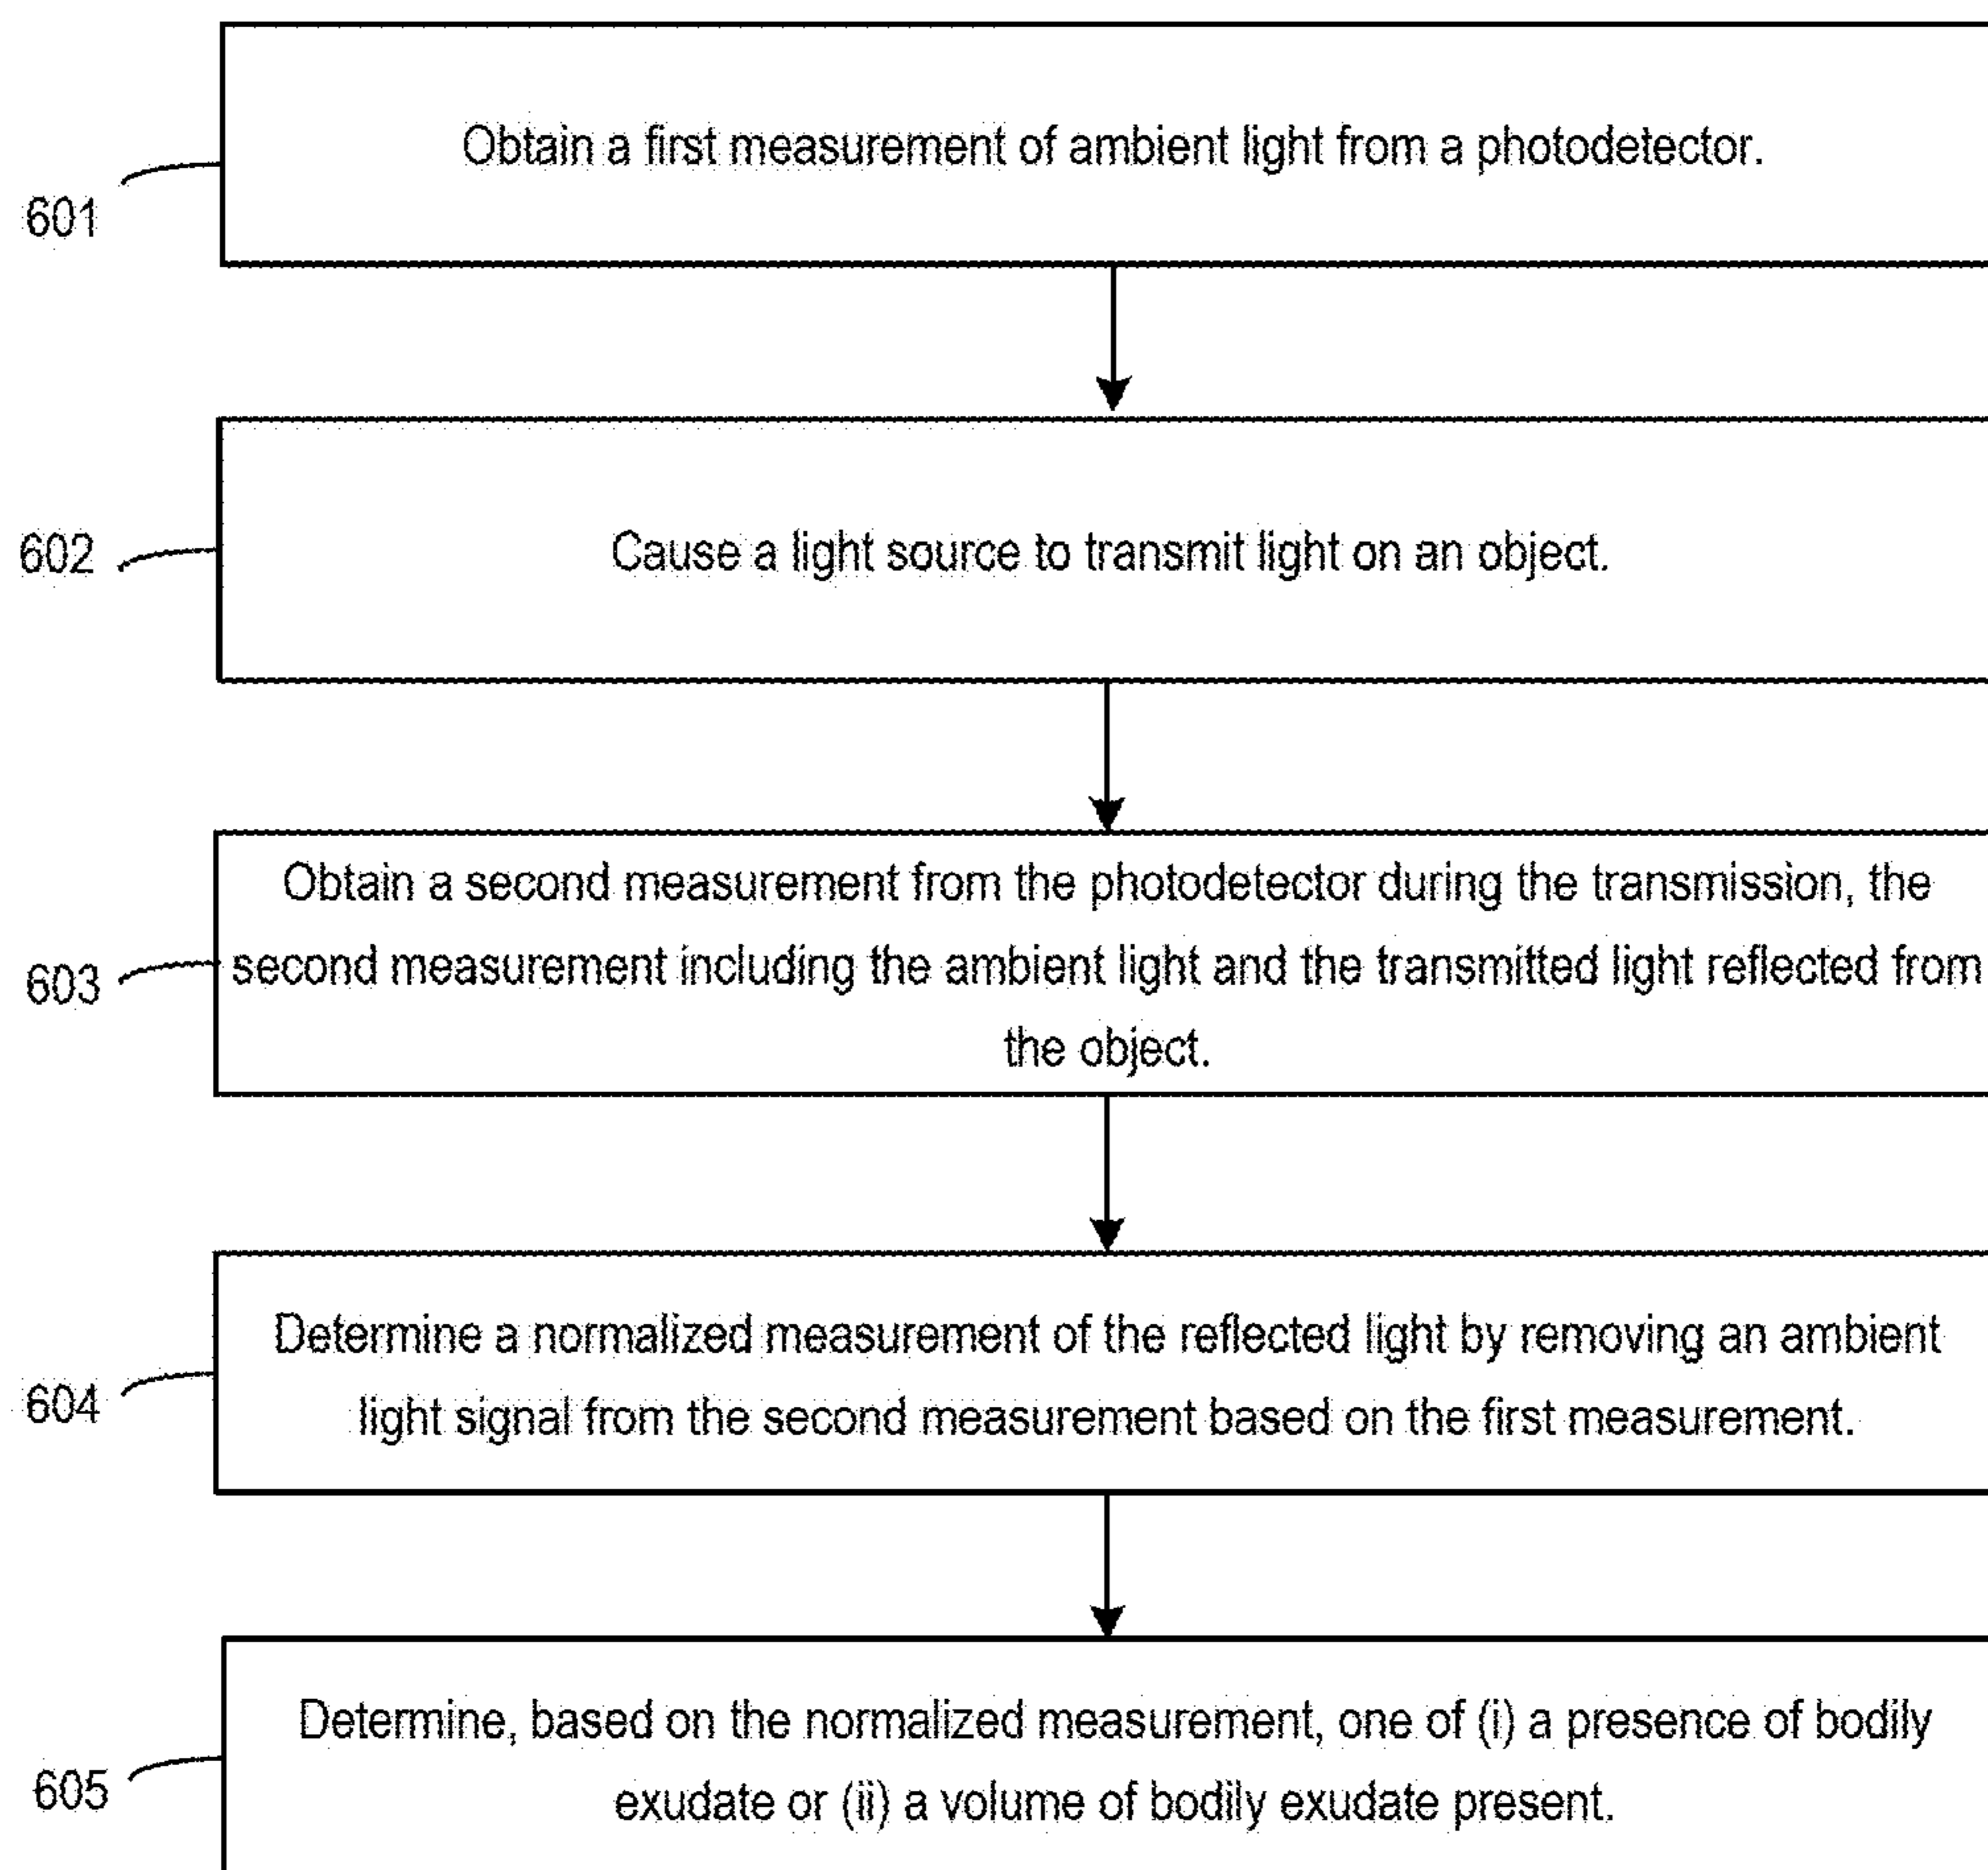 Obtain a first measurement of ambient light from a photodetector.
601
Cause a light source to transmit light on an object.
602
Obtain a second measurement from the photodetector during the transmission, the
second measurement including the ambient light and the transmitted light reflected from
the object.
603
Determine a normalized measurement of the reflected light by removing an ambient
light signal from the second measurement based on the first measurement.
604
Determine, based on the normalized measurement, one of (i) a presence of bodily
exudate or (ii) a volume of bodily exudate present.
605